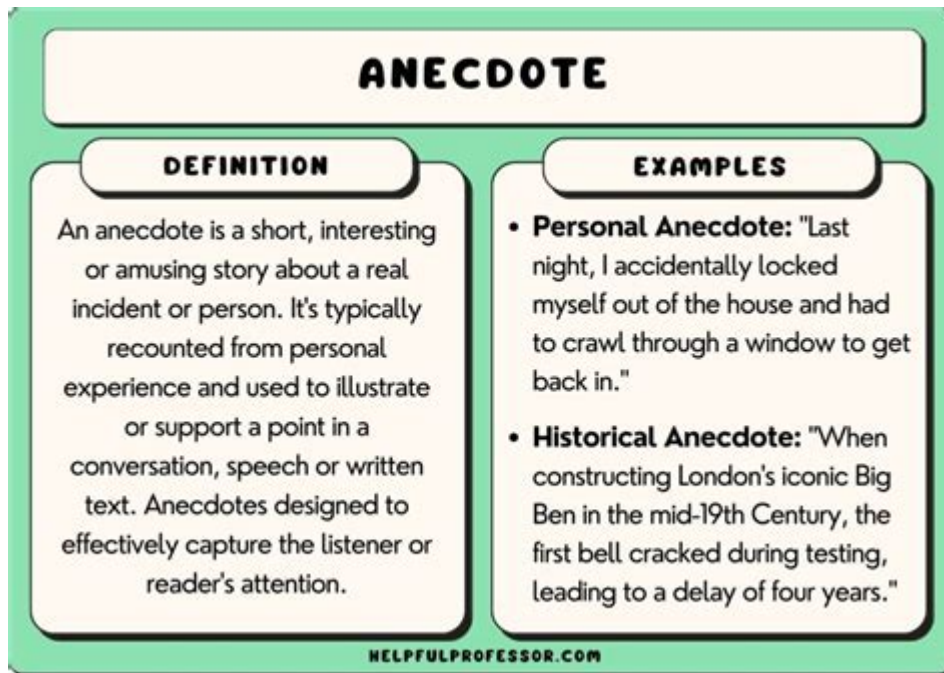 ANECDOTE
DEFINITION
An anecdote is a short, interesting
or amusing story about a real
incident or person. It's typically
recounted from personal
experience and used to illustrate
or support a point in a
conversation, speech or written
text. Anecdotes designed to
effectively capture the listener or
reader's attention.
EXAMPLES
• Personal Anecdote: "Last
night, I accidentally locked
myself out of the house and had
to crawl through a window to get
back in."
• Historical Anecdote: "When
constructing London's iconic Big
Ben in the mid-19th Century, the
first bell cracked during testing,
leading to a delay of four years."
HELPFULPROFESSOR.COM